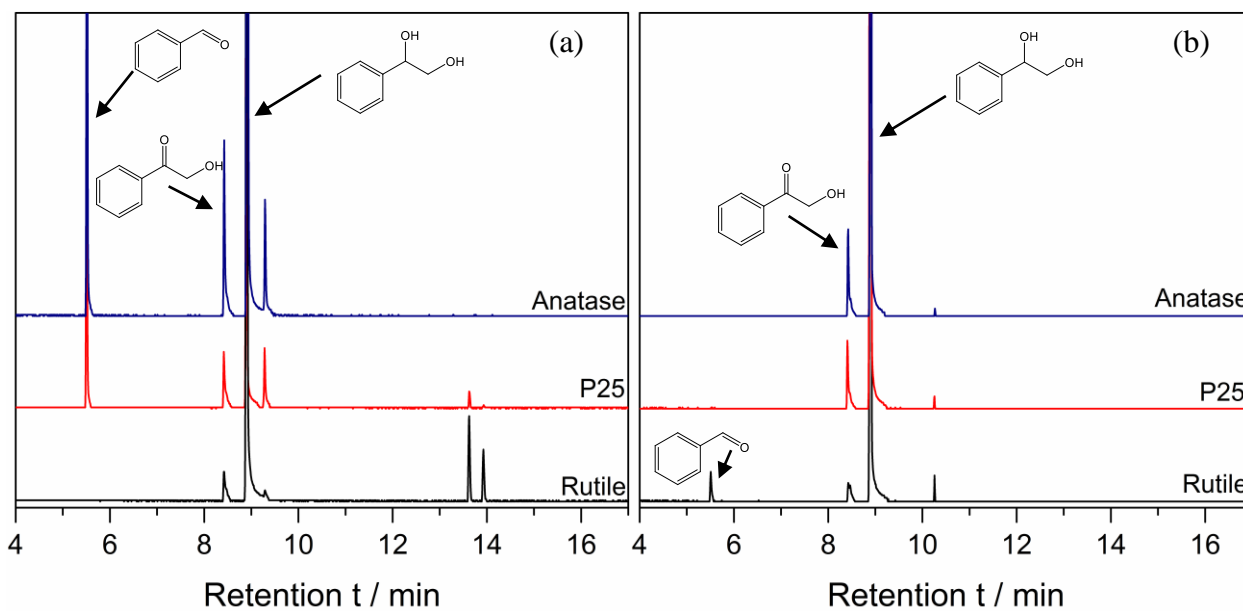 (a)
O
OH
OH
O
OH
Anatase
P25
Rutile
4 6 8 10 12 14 16
Retention t / min
(b)
OH
OH
O
OH
Anatase
P25
O
Rutile
4 6 8 10 12 14 16
Retention t / min